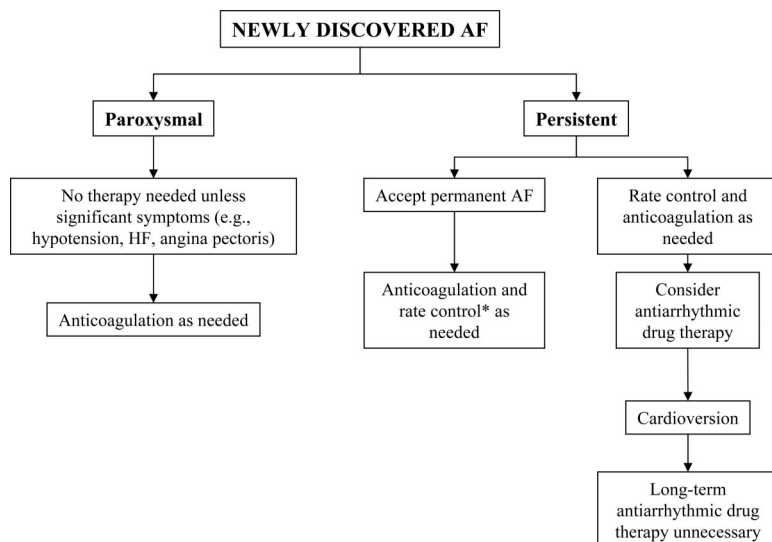 NEWLY DISCOVERED AF
Paroxysmal
Persistent
No therapy needed unless
significant symptoms (e.g.,
hypotension, HF, angina pectoris)
Anticoagulation as needed
Accept permanent AF
Anticoagulation and
rate control* as
needed
Rate control and
anticoagulation as
needed
Consider
antiarrhythmic
drug therapy
Cardioversion
Long-term
antiarrhythmic drug
therapy unnecessary